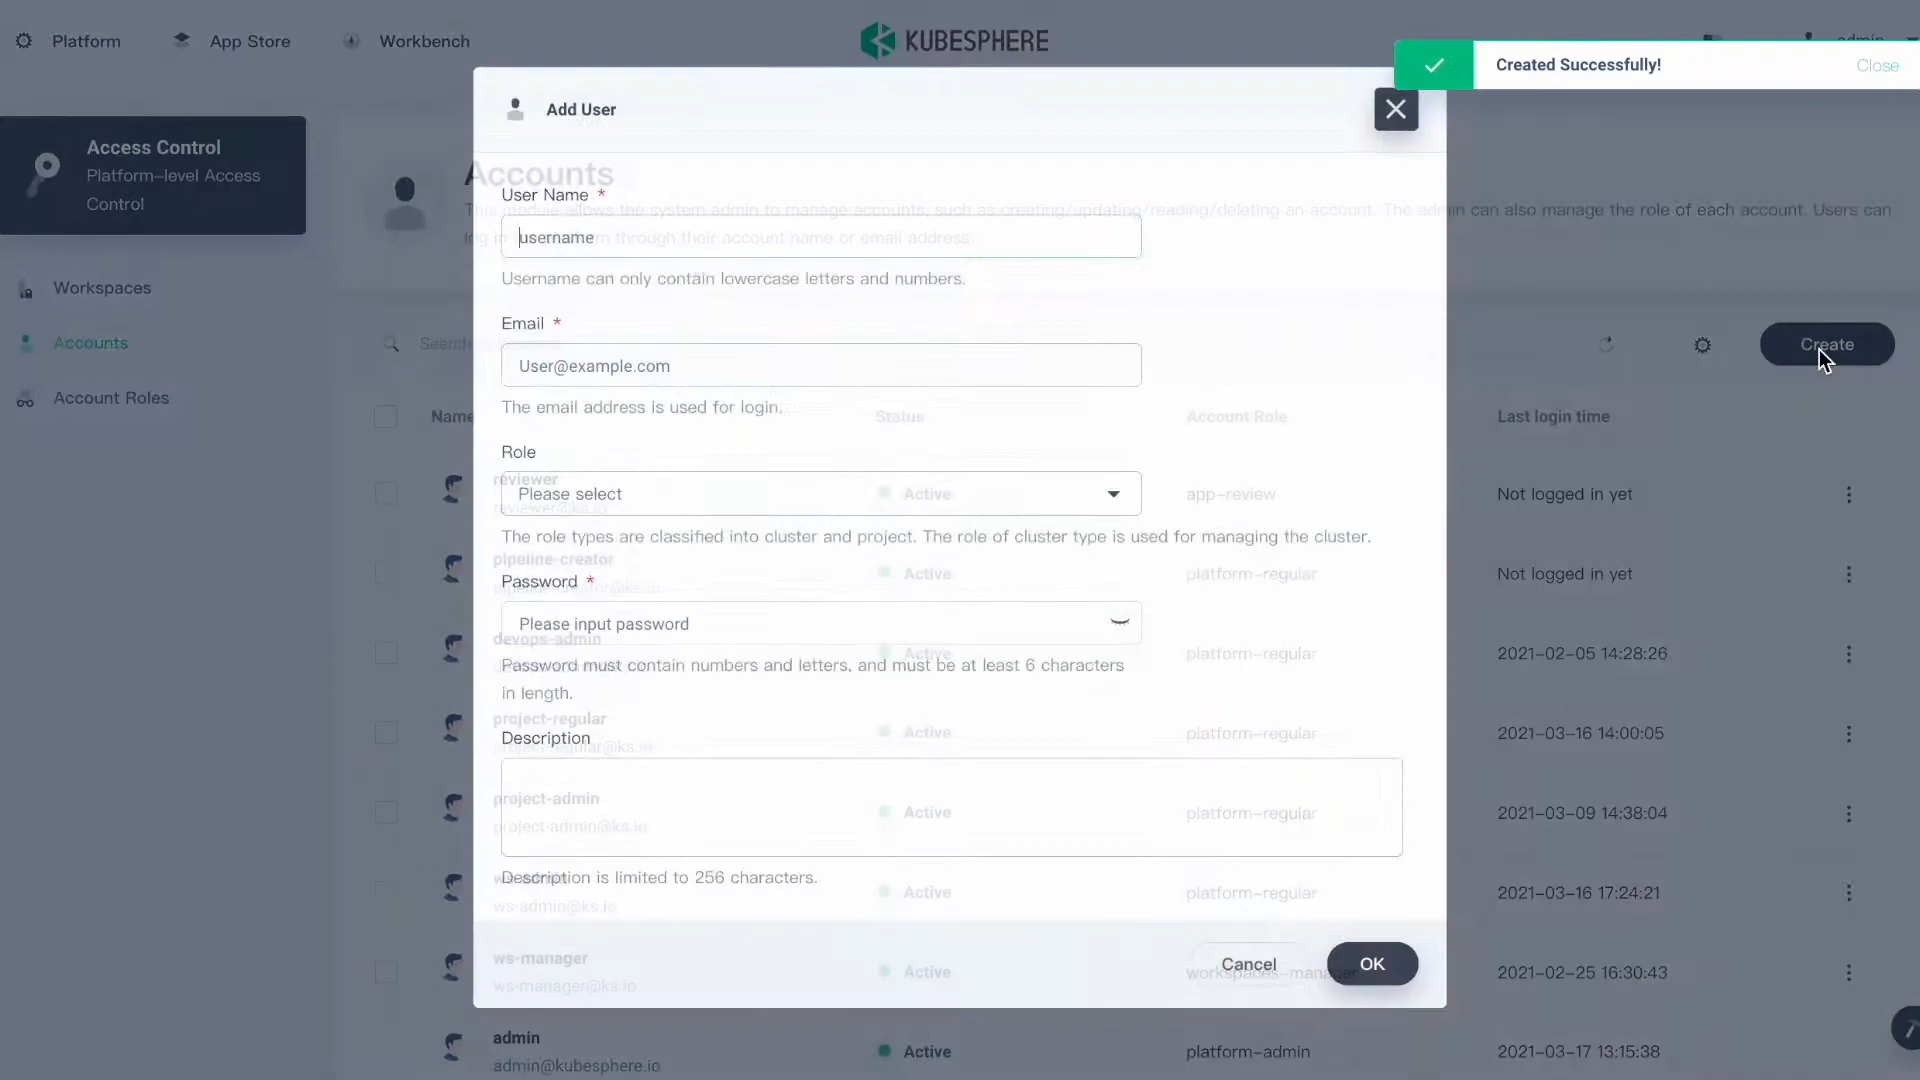 Platform
App Store
Workbench
KUBESPHERE
admin
Created Successfully!
Close
Access Control
Platform-level Access
Control
Workspaces
Accounts
Account Roles
Add User
Accounts
User Name *
This module allows the system admin to manage accounts, such as creating/updating/reading/deleting an account. The admin can also manage the role of each account. Users can
log in through their account name or email address.
username
Username can only contain lowercase letters and numbers.
Email *
Search
Create
User@example.com
The email address is used for login.
Name
Status
Account Role
Last login time
Role
reviewer
Please select
reviewer@ks.io
Active
app-review
Not logged in yet
The role types are classified into cluster and project. The role of cluster type is used for managing the cluster.
pipeline-creator
Active
platform-regular
Not logged in yet
Password *
Please input password
devops-admin
Active
platform-regular
2021-02-05 14:28:26
Password must contain numbers and letters, and must be at least 6 characters
in length.
project-regular
Active
platform-regular
2021-03-16 14:00:05
Description
project-regular@ks.io
project-admin
project-admin@ks.io
Active
platform-regular
2021-03-09 14:38:04
Description is limited to 256 characters.
ws-admin@ks.io
Active
platform-regular
2021-03-16 17:24:21
ws-manager
ws-manager@ks.io
Active
workspaces-manager
2021-02-25 16:30:43
Cancel
OK
admin
admin@kubesphere.io
Active
platform-admin
2021-03-17 13:15:38